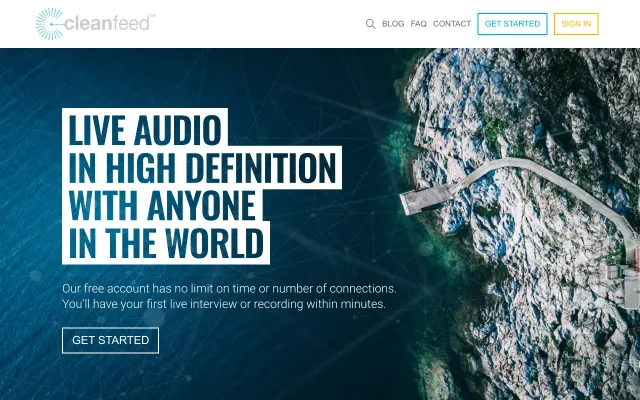 cleanfeed™
BLOG FAQ CONTACT GET STARTED SIGN IN
LIVE AUDIO
IN HIGH DEFINITION
WITH ANYONE
IN THE WORLD
Our free account has no limit on time or number of connections.
You'll have your first live interview or recording within minutes.
GET STARTED